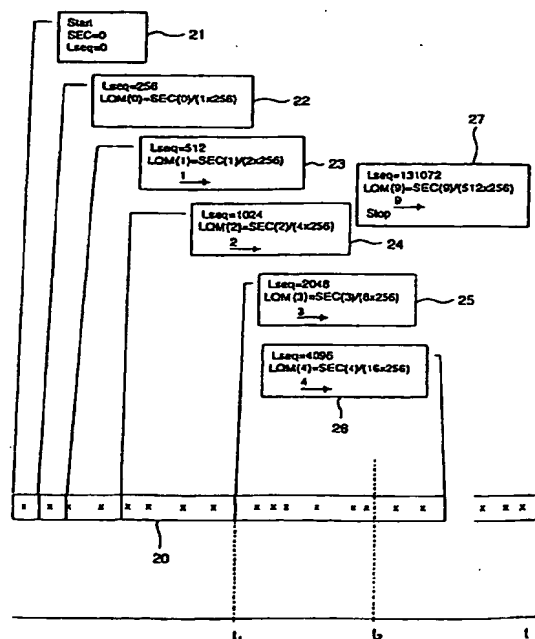 Start
SEC=0
Lseq=0
21
Lseq=256
LOM(0)=SEC(0)/(1x256)
22
Lseq=512
LOM(1)=SEC(1)/(2x256)
1
23
27
Lseq=131072
LOM(9)=SEC(9)/(512x256)
9
Stop
Lseq=1024
LOM(2)=SEC(2)/(4x256)
2
24
Lseq=2048
LOM(3)=SEC(3)/(8x256)
3
25
Lseq=4096
LOM(4)=SEC(4)/(16x256)
4
26
x x x x x x x x x x x x x x x x x x x x
20
t₁ t₂ t